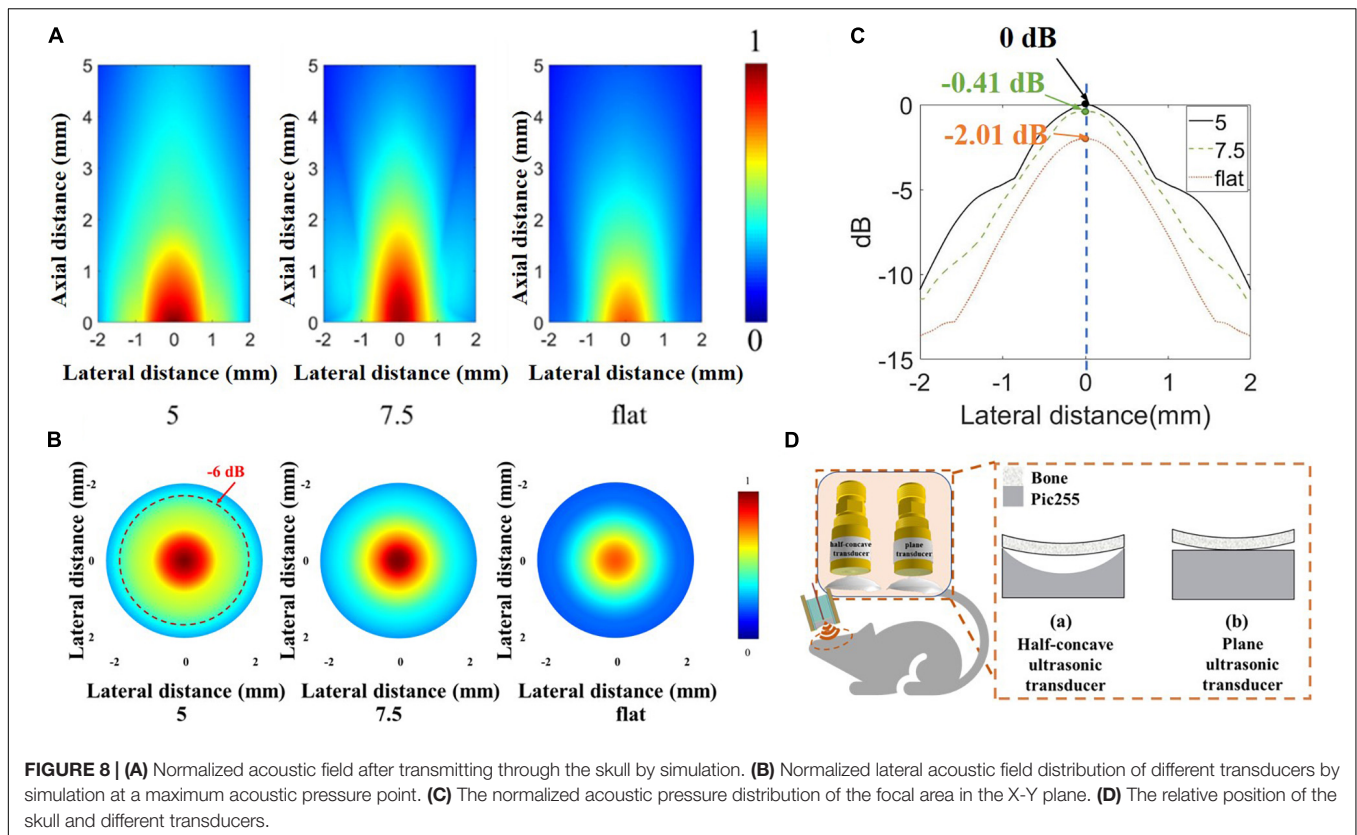 A
1
5
5
5
4
4
4
3
3
3
2
2
2
1
1
1
0
0
0
Axial distance (mm)
Axial distance (mm)
Axial distance (mm)
-2 -1 0 1 2
-2 -1 0 1 2
-2 -1 0 1 2
0
Lateral distance (mm)
Lateral distance (mm)
Lateral distance (mm)
5
7.5
flat
B
-6 dB
Lateral distance (mm)
Lateral distance (mm)
Lateral distance (mm)
-2
0
2
-2
0
2
-2
0
2
1
0
-2 0 2
-2 0 2
-2 0 2
Lateral distance (mm)
Lateral distance (mm)
Lateral distance (mm)
5
7.5
flat
C
0 dB
-0.41 dB
-2.01 dB
5
7.5
flat
0
-5
-10
-15
dB
-2 -1 0 1 2
Lateral distance(mm)
D
half-concave
transducer
plane
transducer
Bone
Pic255
(a)
Half-concave
ultrasonic
transducer
(b)
Plane
ultrasonic
transducer
FIGURE 8 | (A) Normalized acoustic field after transmitting through the skull by simulation. (B) Normalized lateral acoustic field distribution of different transducers by
simulation at a maximum acoustic pressure point. (C) The normalized acoustic pressure distribution of the focal area in the X-Y plane. (D) The relative position of the
skull and different transducers.